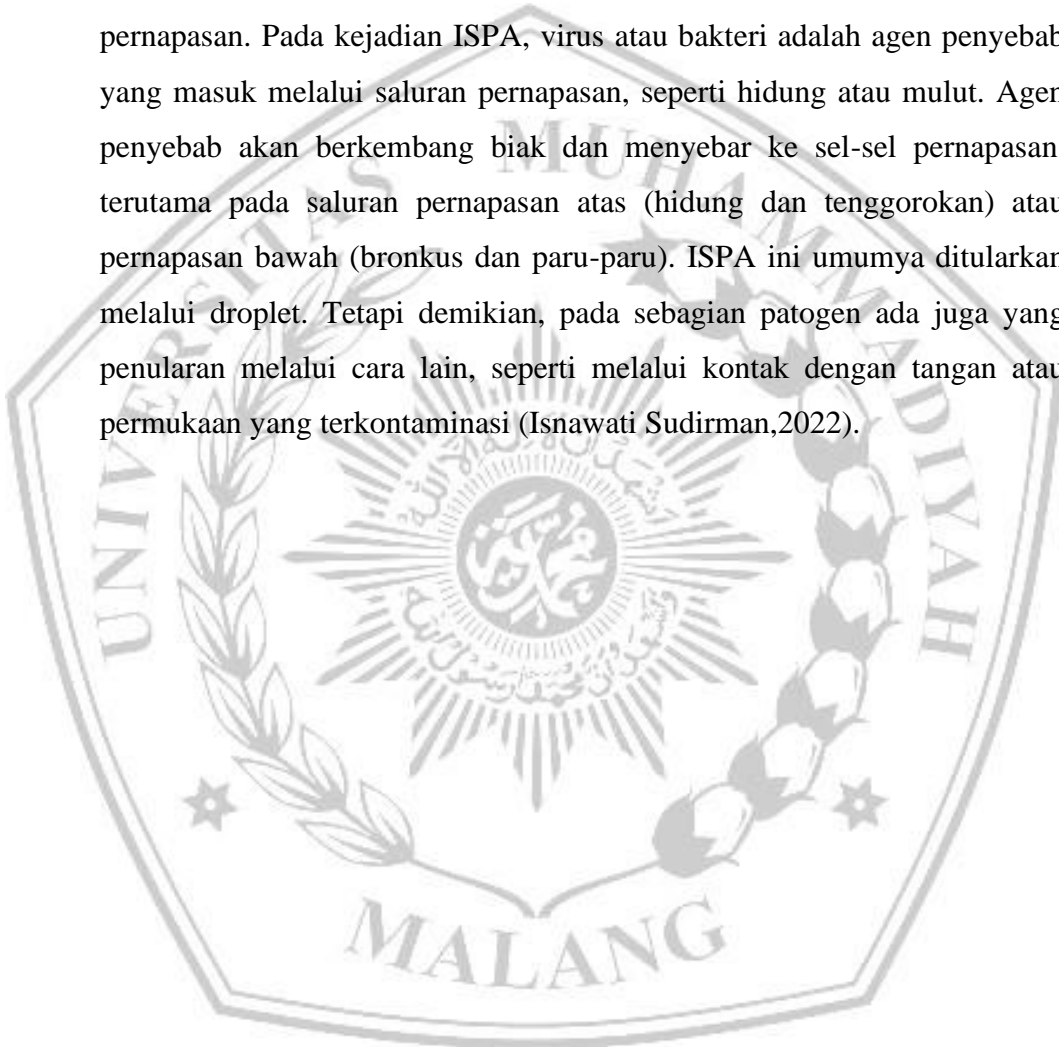 pernapasan. Pada kejadian ISPA, virus atau bakteri adalah agen penyebab
yang masuk melalui saluran pernapasan, seperti hidung atau mulut. Agen
penyebab akan berkembang biak dan menyebar ke sel-sel pernapasan
terutama pada saluran pernapasan atas (hidung dan tenggorokan) atau
pernapasan bawah (bronkus dan paru-paru). ISPA ini umumya ditularkan
melalui droplet. Tetapi demikian, pada sebagian patogen ada juga yang
penularan melalui cara lain, seperti melalui kontak dengan tangan atau
permukaan yang terkontaminasi (Isnawati Sudirman,2022).
UNIVERSITAS MUHAMMADIYAH
MALANG